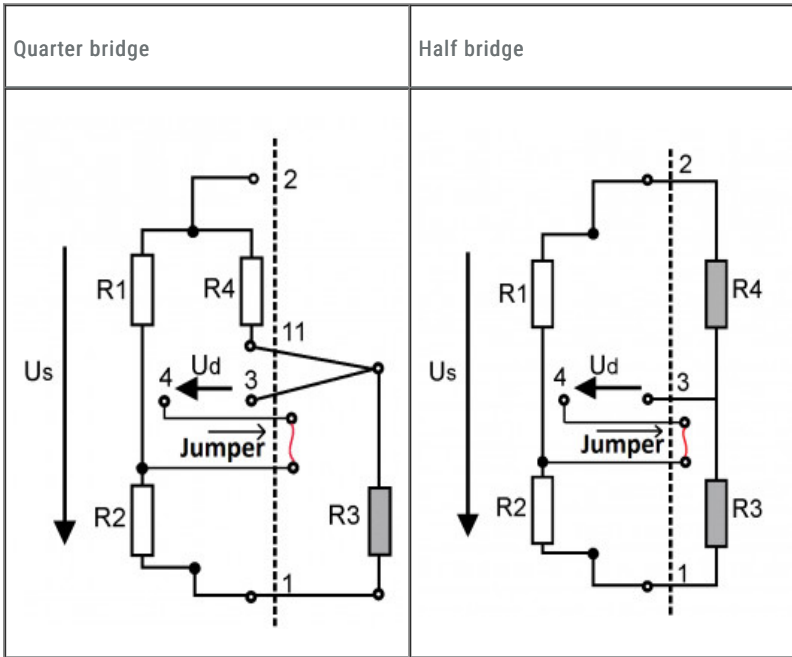 Quarter bridge
Half bridge
2
R1
R4
11
Us
4
Ud
3
Jumper
R2
R3
1
2
R1
R4
Us
4
Ud
3
Jumper
R2
R3
1